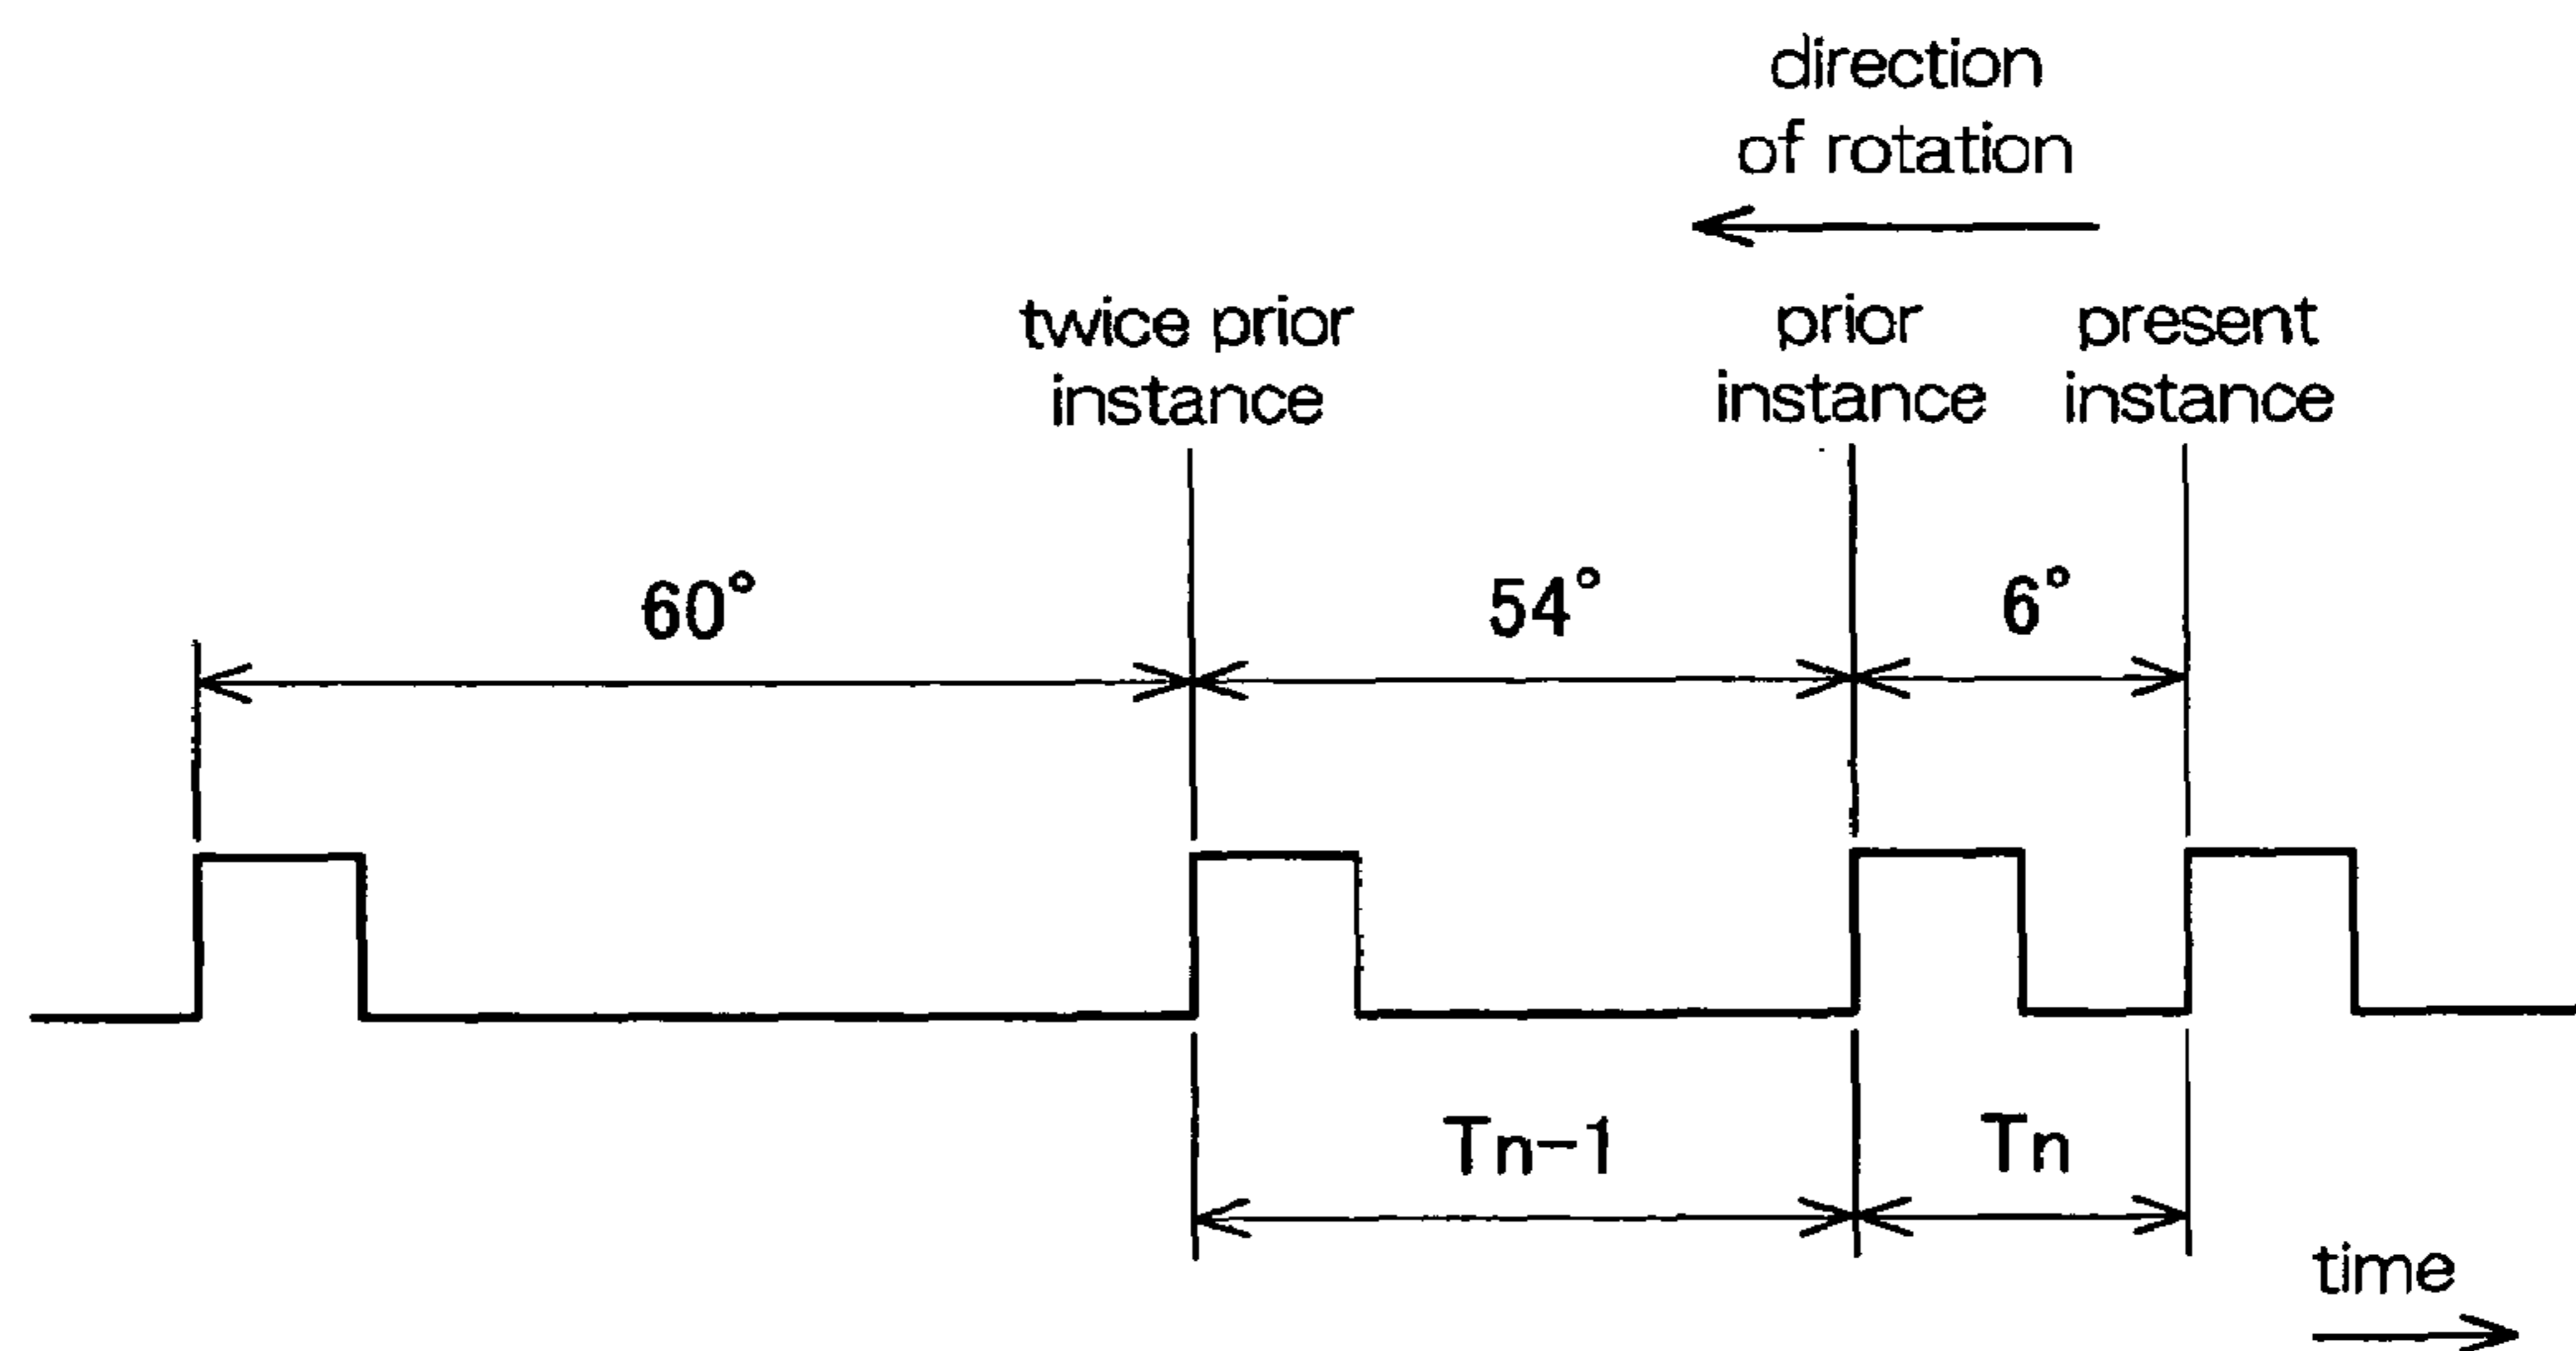 direction
of rotation
twice prior
instance
prior
instance
present
instance
60°
54°
6°
Tn-1
Tn
time